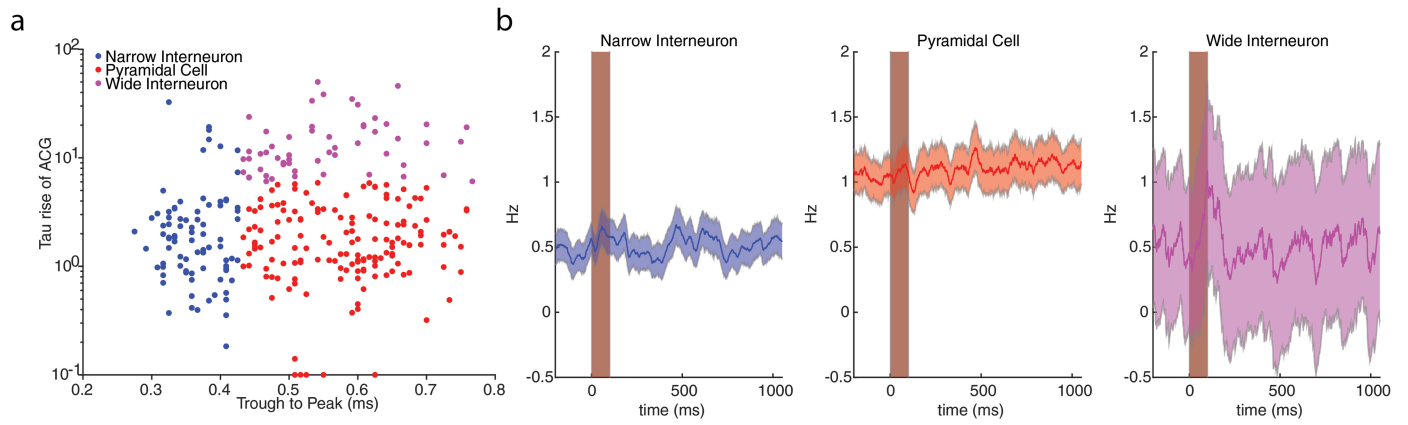 a
10²
10¹
10⁰
10⁻¹
Tau rise of ACG
Narrow Interneuron
Pyramidal Cell
Wide Interneuron
0.2 0.3 0.4 0.5 0.6 0.7 0.8
Trough to Peak (ms)
b
Narrow Interneuron
2
1.5
1
0.5
0
-0.5
Hz
0 500 1000
time (ms)
Pyramidal Cell
2
1.5
1
0.5
0
-0.5
Hz
0 500 1000
time (ms)
Wide Interneuron
2
1.5
1
0.5
0
-0.5
Hz
0 500 1000
time (ms)